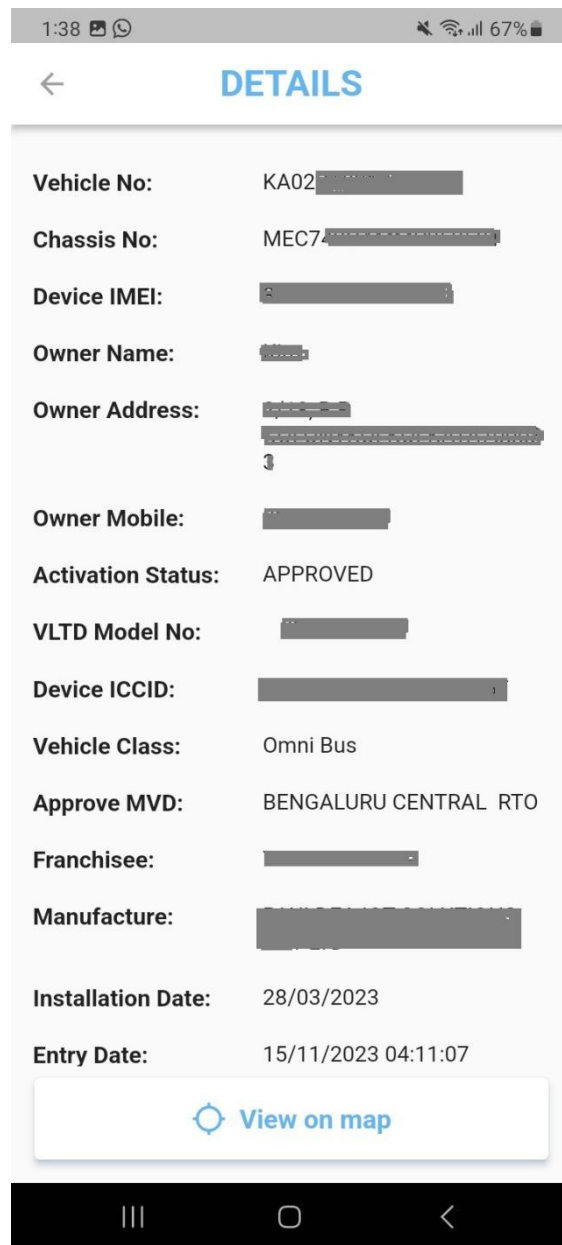 1:38 67%
DETAILS
Vehicle No: KA02
Chassis No: MEC74
Device IMEI:
Owner Name:
Owner Address:
3
Owner Mobile:
Activation Status: APPROVED
VLTD Model No:
Device ICCID:
Vehicle Class: Omni Bus
Approve MVD: BENGALURU CENTRAL RTO
Franchisee:
Manufacture:
Installation Date: 28/03/2023
Entry Date: 15/11/2023 04:11:07
View on map